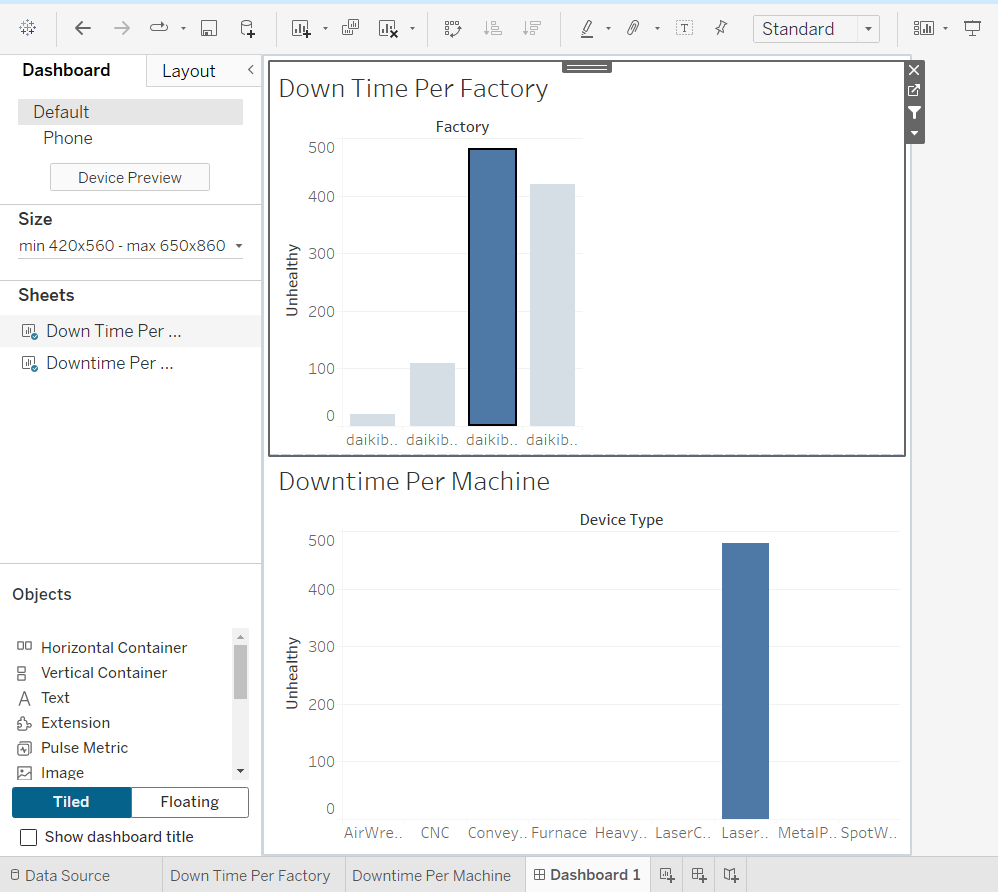 Standard
Dashboard
Layout
Default
Phone
Device Preview
Size
min 420x560 - max 650x860
Sheets
Down Time Per ...
Downtime Per ...
Objects
Horizontal Container
Vertical Container
Text
Extension
Pulse Metric
Image
Tiled
Floating
Show dashboard title
Down Time Per Factory
Factory
Unhealthy
500
400
300
200
100
0
daikib.. daikib.. daikib.. daikib..
Downtime Per Machine
Device Type
Unhealthy
500
400
300
200
100
0
AirWre.. CNC Convey.. Furnace Heavy.. LaserC.. Laser.. MetalP.. SpotW..
Data Source
Down Time Per Factory
Downtime Per Machine
Dashboard 1